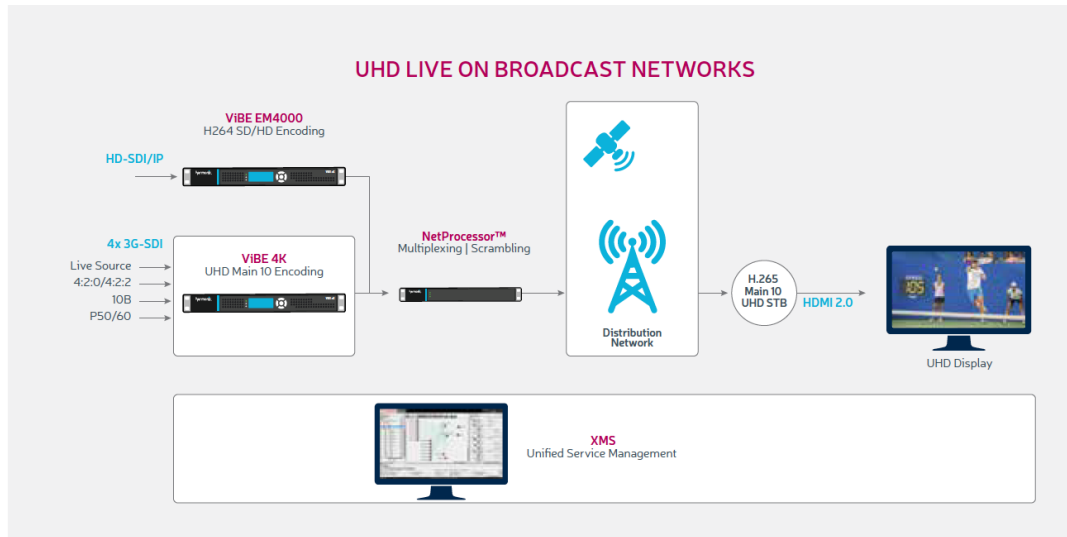 UHD LIVE ON BROADCAST NETWORKS
ViBE EM4000
H264 SD/HD Encoding
HD-SDI/IP
4x 3G-SDI
Live Source
4:2:0/4:2:2
10B
P50/60
ViBE 4K
UHD Main 10 Encoding
NetProcessor™
Multiplexing | Scrambling
Distribution
Network
H.265
Main 10
UHD STB
HDMI 2.0
105
UHD Display
XMS
Unified Service Management